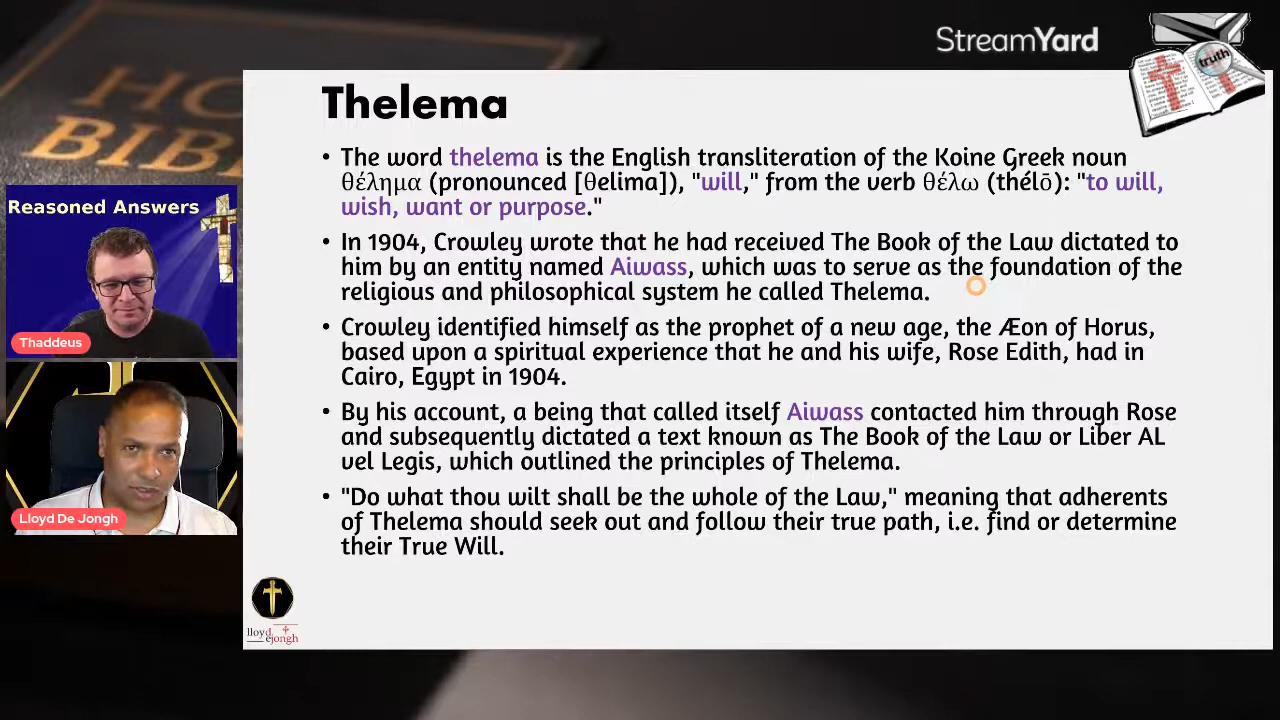 StreamYard
HO
BIB
truth
Thelema
• The word thelema is the English transliteration of the Koine Greek noun
θέλημα (pronounced [θelima]), "will," from the verb θέλω (thélō): "to will,
wish, want or purpose."
• In 1904, Crowley wrote that he had received The Book of the Law dictated to
him by an entity named Aiwass, which was to serve as the foundation of the
religious and philosophical system he called Thelema.
• Crowley identified himself as the prophet of a new age, the Æon of Horus,
based upon a spiritual experience that he and his wife, Rose Edith, had in
Cairo, Egypt in 1904.
• By his account, a being that called itself Aiwass contacted him through Rose
and subsequently dictated a text known as The Book of the Law or Liber AL
vel Legis, which outlined the principles of Thelema.
• "Do what thou wilt shall be the whole of the Law," meaning that adherents
of Thelema should seek out and follow their true path, i.e. find or determine
their True Will.
Reasoned Answers
Thaddeus
Lloyd De Jongh
lloyd
dejongh